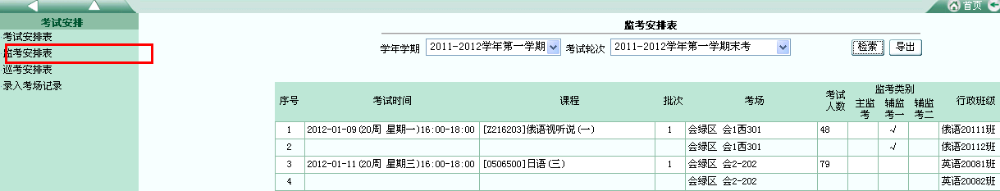 首页
考试安排
考试安排表
监考安排表
巡考安排表
录入考场记录
监考安排表
学年学期 2011-2012学年第一学期 考试轮次 2011-2012学年第一学期末考 检索 导出
序号 考试时间 课程 批次 考场 考试人数 监考类别 主监考 辅监考一 辅监考二 行政班级
1 2012-01-09(20周 星期一)16:00-18:00 [Z216203]俄语视听说(一) 1 会绿区 会1西301 48 √ 俄语20111班
2 会绿区 会1西301 √ 俄语20112班
3 2012-01-11(20周 星期三)16:00-18:00 [0506500]日语(三) 1 会绿区 会2-202 79 英语20081班
4 会绿区 会2-202 英语20082班